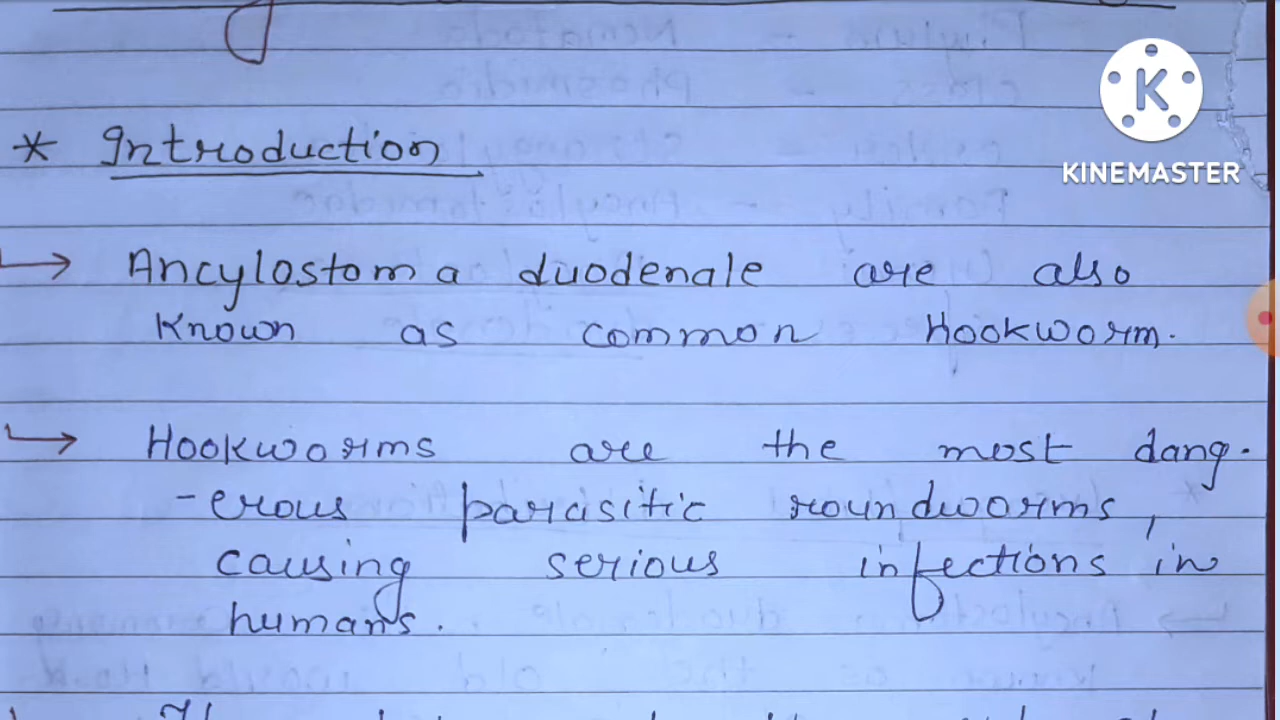 * Introduction
K
KINEMASTER
→ Ancylostoma duodenale are also
Known as common Hookworm.
→ Hookworms are the most dang.
-erous parasitic roundworms,
causing serious infections in
humans.